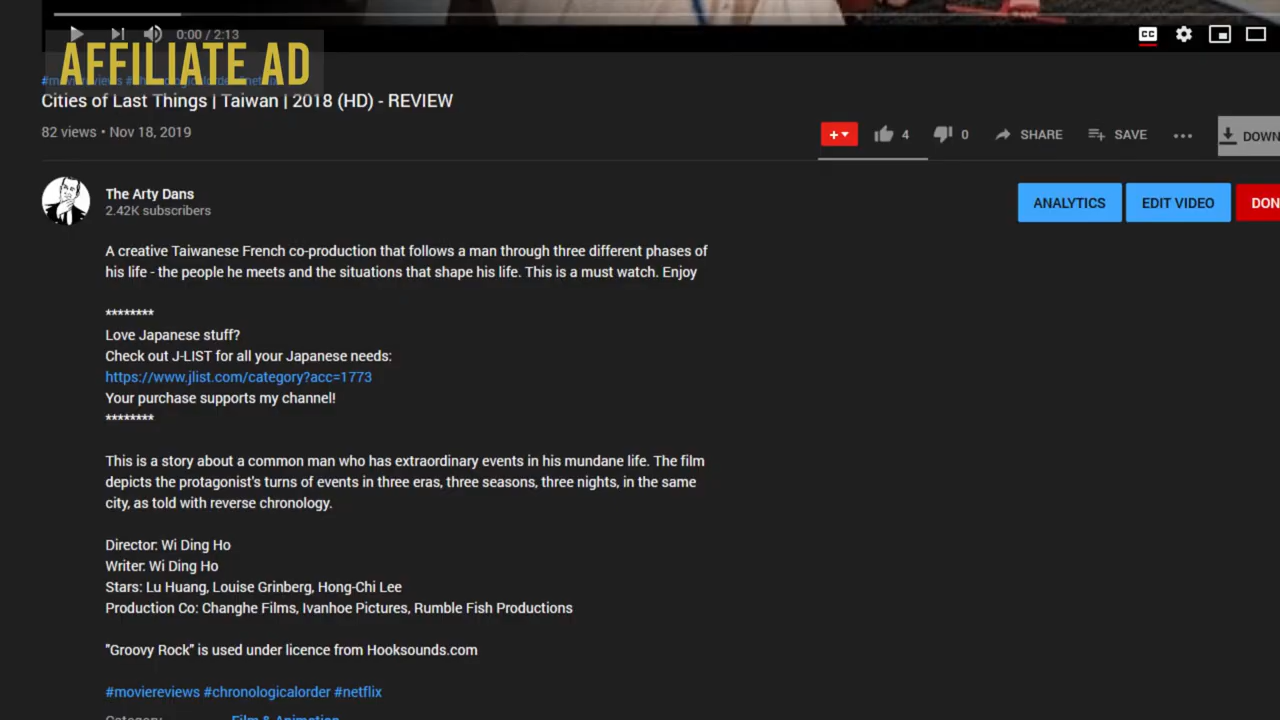 0:00 / 2:13
CC
AFFILIATE AD
Cities of Last Things | Taiwan | 2018 (HD) - REVIEW
82 views • Nov 18, 2019
4
0
SHARE
SAVE
DOWN
The Arty Dans
2.42K subscribers
ANALYTICS
EDIT VIDEO
DON
A creative Taiwanese French co-production that follows a man through three different phases of
his life - the people he meets and the situations that shape his life. This is a must watch. Enjoy
********
Love Japanese stuff?
Check out J-LIST for all your Japanese needs:
https://www.jlist.com/category?acc=1773
Your purchase supports my channel!
********
This is a story about a common man who has extraordinary events in his mundane life. The film
depicts the protagonist's turns of events in three eras, three seasons, three nights, in the same
city, as told with reverse chronology.
Director: Wi Ding Ho
Writer: Wi Ding Ho
Stars: Lu Huang, Louise Grinberg, Hong-Chi Lee
Production Co: Changhe Films, Ivanhoe Pictures, Rumble Fish Productions
"Groovy Rock" is used under licence from Hooksounds.com
#moviereviews #chronologicalorder #netflix
Category Film & Animation